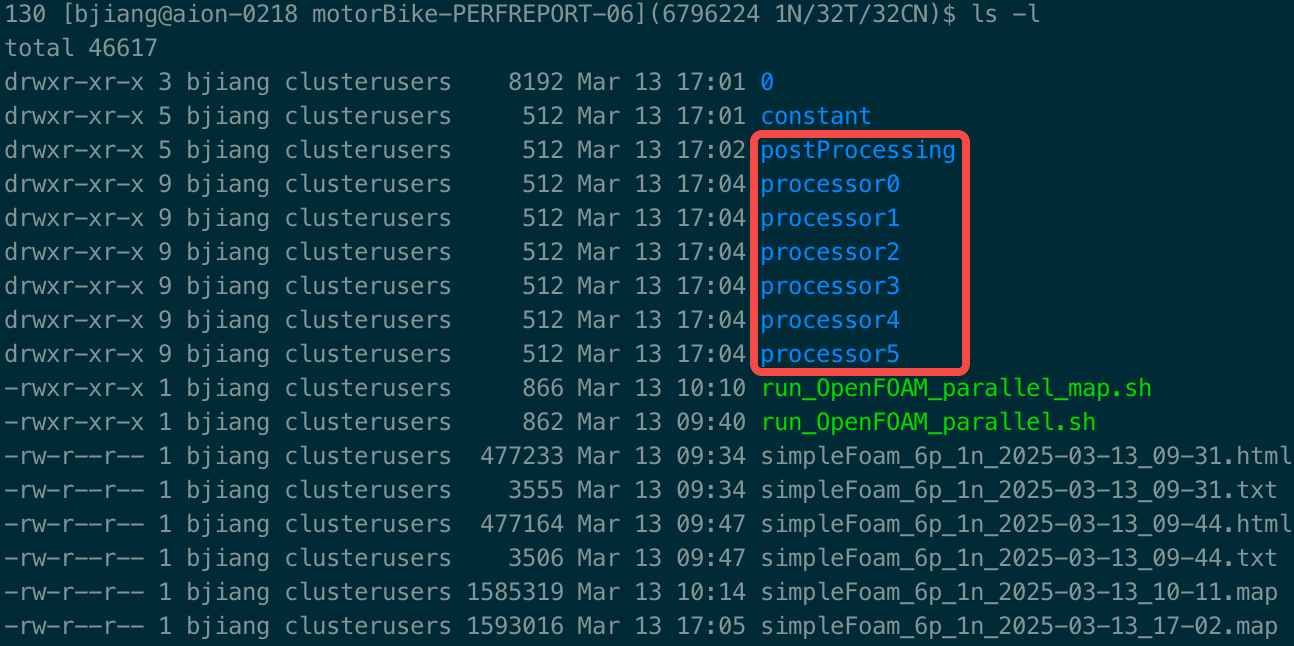 130 [bjiang@aion-0218 motorBike-PERFREPORT-06](6796224 1N/32T/32CN)$ ls -l
total 46617
drwxr-xr-x 3 bjiang clusterusers    8192 Mar 13 17:01 0
drwxr-xr-x 5 bjiang clusterusers     512 Mar 13 17:01 constant
drwxr-xr-x 5 bjiang clusterusers     512 Mar 13 17:02 postProcessing
drwxr-xr-x 9 bjiang clusterusers     512 Mar 13 17:04 processor0
drwxr-xr-x 9 bjiang clusterusers     512 Mar 13 17:04 processor1
drwxr-xr-x 9 bjiang clusterusers     512 Mar 13 17:04 processor2
drwxr-xr-x 9 bjiang clusterusers     512 Mar 13 17:04 processor3
drwxr-xr-x 9 bjiang clusterusers     512 Mar 13 17:04 processor4
drwxr-xr-x 9 bjiang clusterusers     512 Mar 13 17:04 processor5
-rwxr-xr-x 1 bjiang clusterusers     866 Mar 13 10:10 run_OpenFOAM_parallel_map.sh
-rwxr-xr-x 1 bjiang clusterusers     862 Mar 13 09:40 run_OpenFOAM_parallel.sh
-rw-r--r-- 1 bjiang clusterusers  477233 Mar 13 09:34 simpleFoam_6p_1n_2025-03-13_09-31.html
-rw-r--r-- 1 bjiang clusterusers    3555 Mar 13 09:34 simpleFoam_6p_1n_2025-03-13_09-31.txt
-rw-r--r-- 1 bjiang clusterusers  477164 Mar 13 09:47 simpleFoam_6p_1n_2025-03-13_09-44.html
-rw-r--r-- 1 bjiang clusterusers    3506 Mar 13 09:47 simpleFoam_6p_1n_2025-03-13_09-44.txt
-rw-r--r-- 1 bjiang clusterusers 1585319 Mar 13 10:14 simpleFoam_6p_1n_2025-03-13_10-11.map
-rw-r--r-- 1 bjiang clusterusers 1593016 Mar 13 17:05 simpleFoam_6p_1n_2025-03-13_17-02.map